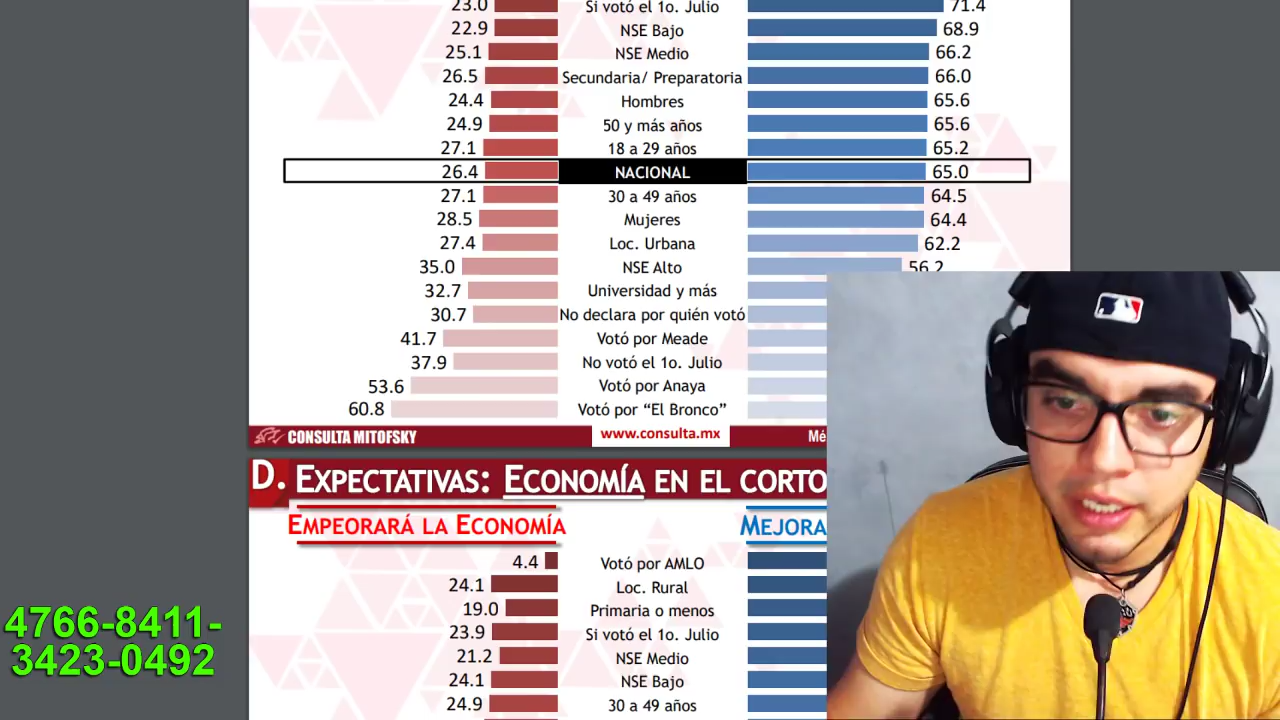 23.0 Si votó el 1o. Julio 71.4
22.9 NSE Bajo 68.9
25.1 NSE Medio 66.2
26.5 Secundaria/ Preparatoria 66.0
24.4 Hombres 65.6
24.9 50 y más años 65.6
27.1 18 a 29 años 65.2
26.4 NACIONAL 65.0
27.1 30 a 49 años 64.5
28.5 Mujeres 64.4
27.4 Loc. Urbana 62.2
35.0 NSE Alto 56.2
32.7 Universidad y más
30.7 No declara por quién votó
41.7 Votó por Meade
37.9 No votó el 1o. Julio
53.6 Votó por Anaya
60.8 Votó por “El Bronco”
CONSULTA MITOFSKY www.consulta.mx Mé
D. EXPECTATIVAS: ECONOMÍA EN EL CORTO
EMPEORARÁ LA ECONOMÍA MEJORA
4.4 Votó por AMLO
24.1 Loc. Rural
19.0 Primaria o menos
23.9 Si votó el 1o. Julio
21.2 NSE Medio
24.1 NSE Bajo
24.9 30 a 49 años
4766-8411-
3423-0492